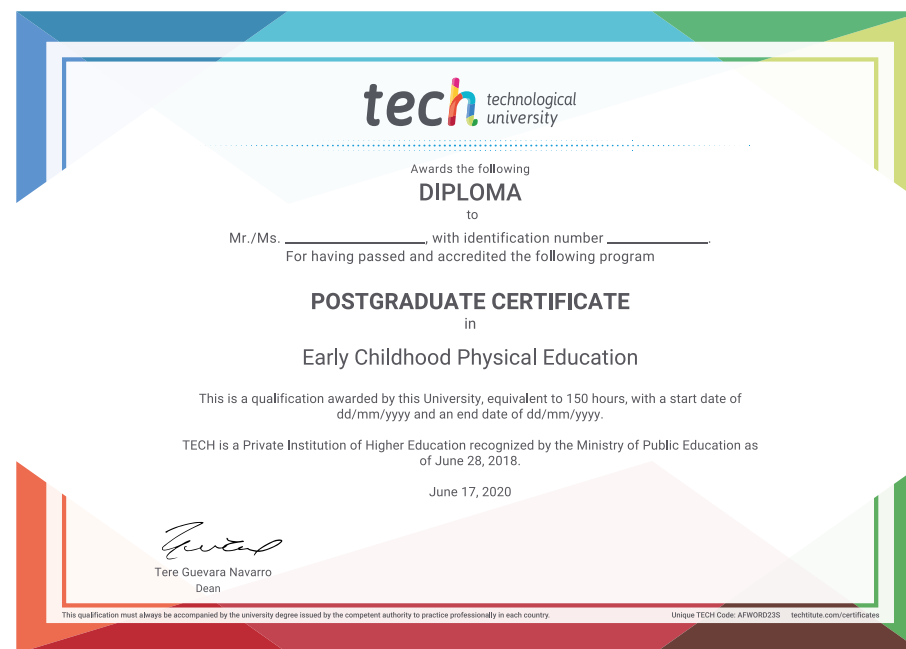 tech technological
university
Awards the following
DIPLOMA
to
Mr./Ms. ____________________, with identification number ______________.
For having passed and accredited the following program
POSTGRADUATE CERTIFICATE
in
Early Childhood Physical Education
This is a qualification awarded by this University, equivalent to 150 hours, with a start date of
dd/mm/yyyy and an end date of dd/mm/yyyy.
TECH is a Private Institution of Higher Education recognized by the Ministry of Public Education as
of June 28, 2018.
June 17, 2020
Tere Guevara Navarro
Dean
This qualification must always be accompanied by the university degree issued by the competent authority to practice professionally in each country. Unique TECH Code: AFWORD23S techtitute.com/certificates